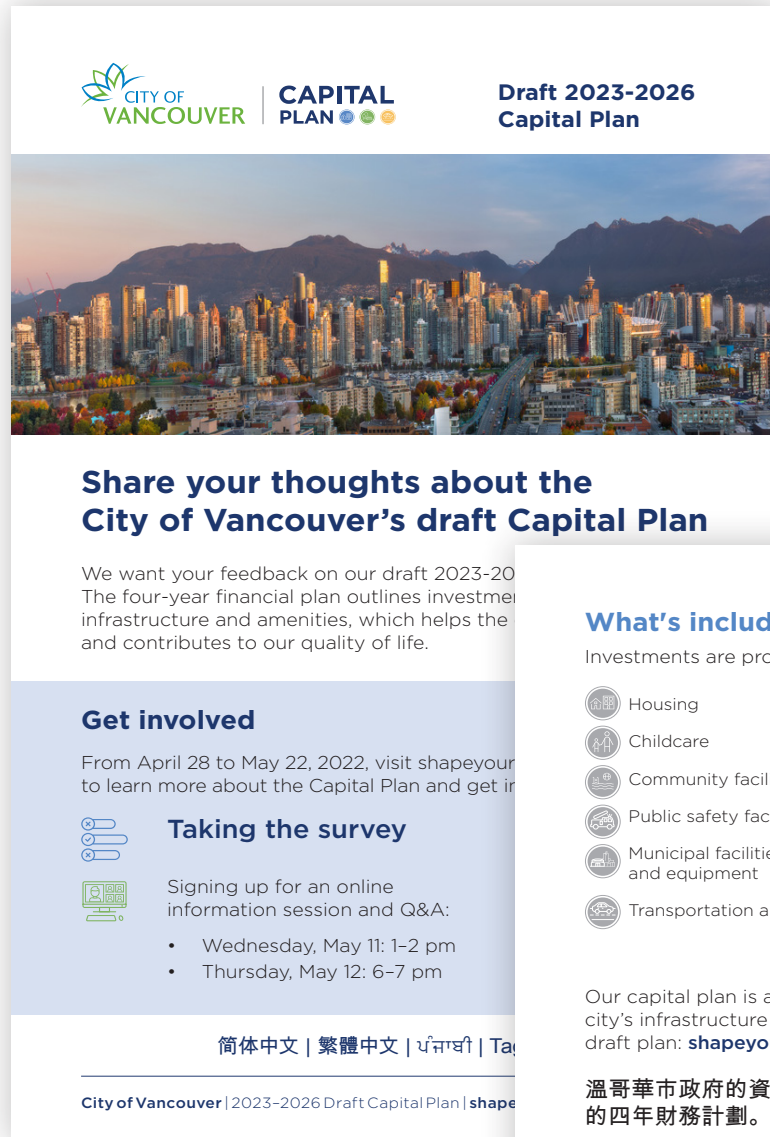 CITY OF
VANCOUVER
CAPITAL
PLAN
Draft 2023-2026
Capital Plan
Share your thoughts about the
City of Vancouver's draft Capital Plan
We want your feedback on our draft 2023-20
The four-year financial plan outlines
infrastructure and amenities, which helps the
and contributes to our quality of life.
Get involved
From April 28 to May 22, 2022, visit shapeyour
to learn more about the Capital Plan and get
Taking the survey
Signing up for an online
information session and Q&A:
• Wednesday, May 11: 1–2 pm
• Thursday, May 12: 6–7 pm
简体中文 | 繁體中文 | ਪੰਜਾਬੀ |
City of Vancouver | 2023–2026 Draft Capital Plan | shape
What's includ
Investments are pro
Housing
Childcare
Community facil
Public safety fac
Municipal facilitie
and equipment
Transportation a
Our capital plan is a
city's infrastructure
draft plan: shapeyo
溫哥華市政府的資
的四年財務計劃。